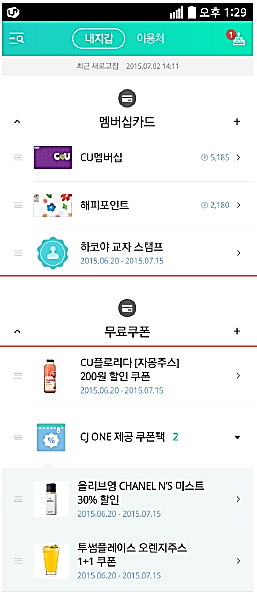 오후 1:29
내지갑 이용처
1
최근 새로고침 2015.07.02 14:11
멤버십카드
CU
CU멤버십
ⓟ 5,185
해피포인트
ⓟ 2,180
하코야 교자 스탬프
2015.06.20 - 2015.07.15
무료쿠폰
CU플로리다 [자몽주스]
200원 할인 쿠폰
2015.06.20 - 2015.07.15
CJ ONE 제공 쿠폰팩 2
올리브영 CHANEL N'S 미스트
30% 할인
2015.06.20 - 2015.07.15
투썸플레이스 오렌지주스
1+1 쿠폰
2015.06.20 - 2015.07.15